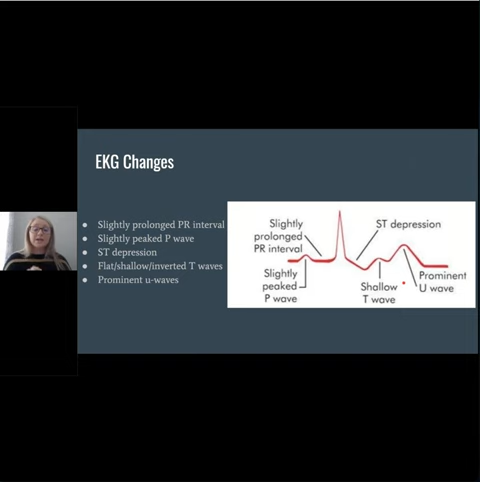 EKG Changes
● Slightly prolonged PR interval
● Slightly peaked P wave
● ST depression
● Flat/shallow/inverted T waves
● Prominent u-waves
Slightly
prolonged
PR interval
ST depression
Slightly
peaked
P wave
Shallow
T wave
Prominent
U wave